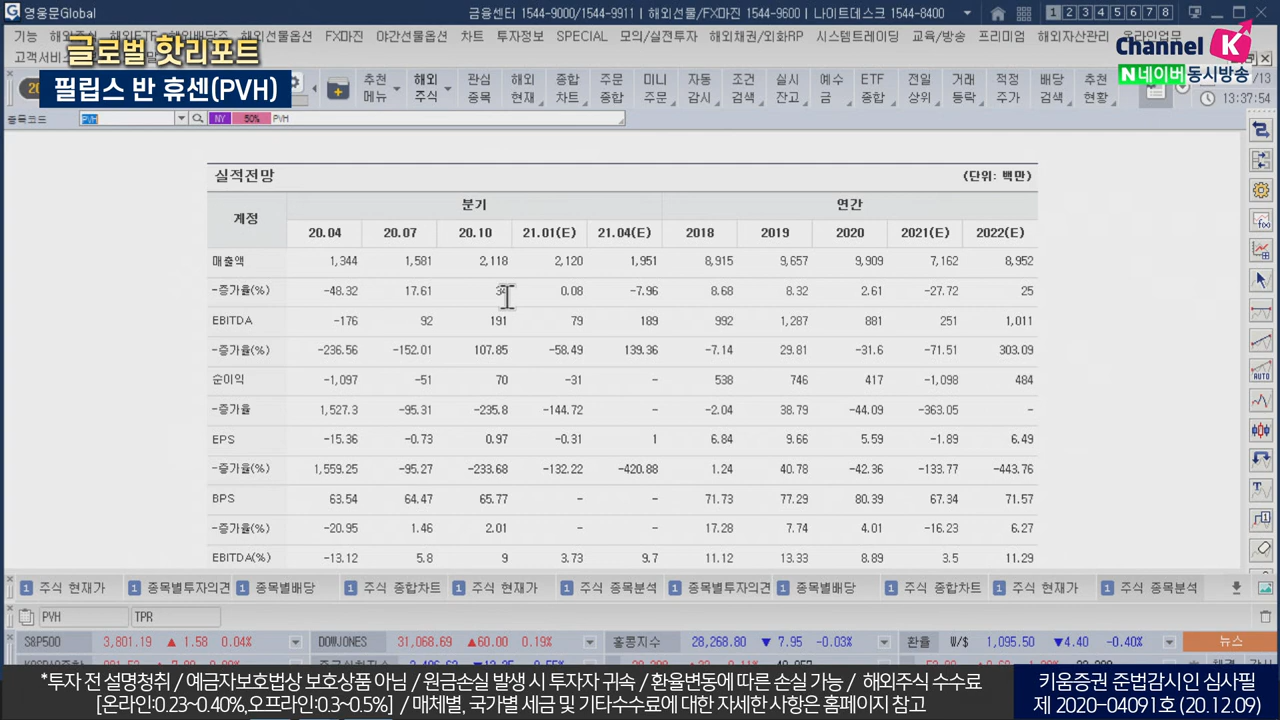 영웅문Global
금융센터 1544-9000/1544-9911 | 해외선물/FX마진 1544-9600 | 나이트데스크 1544-8400
1 2 3 4 5 6 7 8
기능 FX마진 야간선물옵션 차트 투자정보 SPECIAL 모의/실전투자 해외채권/외화RP 시스템트레이딩 교육/방송 프리미엄 해외자산관리
고객서비스
글로벌 핫리포트
필립스 반 휴센(PVH)
Channel K
N 네이버 동시방송
추천메뉴 해외주식 관심종목 해외현재 종합차트 주문종합 미니주문 자동감시 조건검색 실시잔고 예수금 ETF종합 전일상위 거래등락 적정주가 배당검색 추천현황
13:37:54
종목코드 PVH NY 50% PVH
실적전망 (단위: 백만)
계정 분기 연간
20.04 20.07 20.10 21.01(E) 21.04(E) 2018 2019 2020 2021(E) 2022(E)
매출액 1,344 1,581 2,118 2,120 1,951 8,915 9,657 9,909 7,162 8,952
-증가율(%) -48.32 17.61 0.08 -7.96 8.68 8.32 2.61 -27.72 25
EBITDA -176 92 191 79 189 992 1,287 881 251 1,011
-증가율(%) -236.56 -152.01 107.85 -58.49 139.36 -7.14 29.81 -31.6 -71.51 303.09
순이익 -1,097 -51 70 -31 - 538 746 417 -1,098 484
-증가율 1,527.3 -95.31 -235.8 -144.72 - -2.04 38.79 -44.09 -363.05 -
EPS -15.36 -0.73 0.97 -0.31 1 6.84 9.66 5.59 -1.89 6.49
-증가율(%) 1,559.25 -95.27 -233.68 -132.22 -420.88 1.24 40.78 -42.36 -133.77 -443.76
BPS 63.54 64.47 65.77 - - 71.73 77.29 80.39 67.34 71.57
-증가율(%) -20.95 1.46 2.01 - - 17.28 7.74 4.01 -16.23 6.27
EBITDA(%) -13.12 5.8 9 3.73 9.7 11.12 13.33 8.89 3.5 11.29
1 주식 현재가 1 종목별투자의견 1 종목별배당 1 주식 종합차트 1 주식 현재가 1 주식 종목분석 1 종목별투자의견 1 종목별배당 1 주식 종합차트 1 주식 현재가 1 주식 종목분석
PVH TPR
S&P500 3,801.19 ▲ 1.58 0.04% DOWJONES 31,068.69 ▲60.00 0.19% 홍콩지수 28,268.80 ▼ 7.95 -0.03% 환율 W/$ 1,095.50 ▼4.40 -0.40% 뉴스
*투자 전 설명청취 / 예금자보호법상 보호상품 아님 / 원금손실 발생 시 투자자 귀속 / 환율변동에 따른 손실 가능 / 해외주식 수수료
[온라인:0.23~0.40%,오프라인:0.3~0.5%] / 매체별, 국가별 세금 및 기타수수료에 대한 자세한 사항은 홈페이지 참고
키움증권 준법감시인 심사필
제 2020-04091호 (20.12.09)